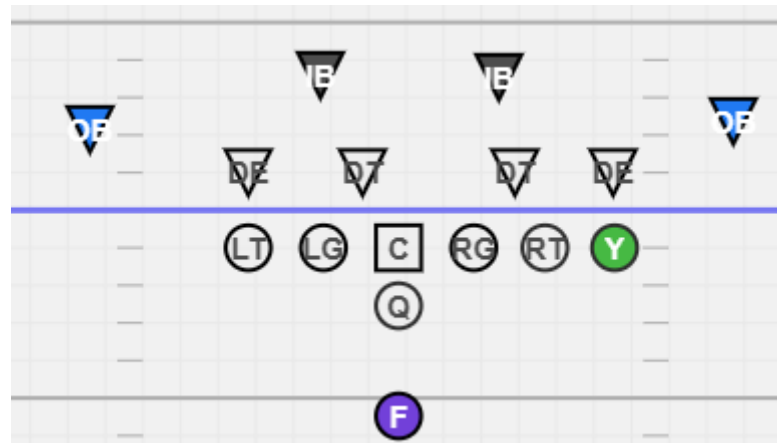 IB IB
OB OB
DE DT DT DE
LT LG C RG RT Y
Q
F